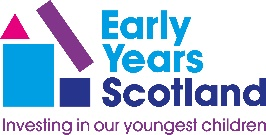 Early
Years
Scotland
Investing in our youngest children